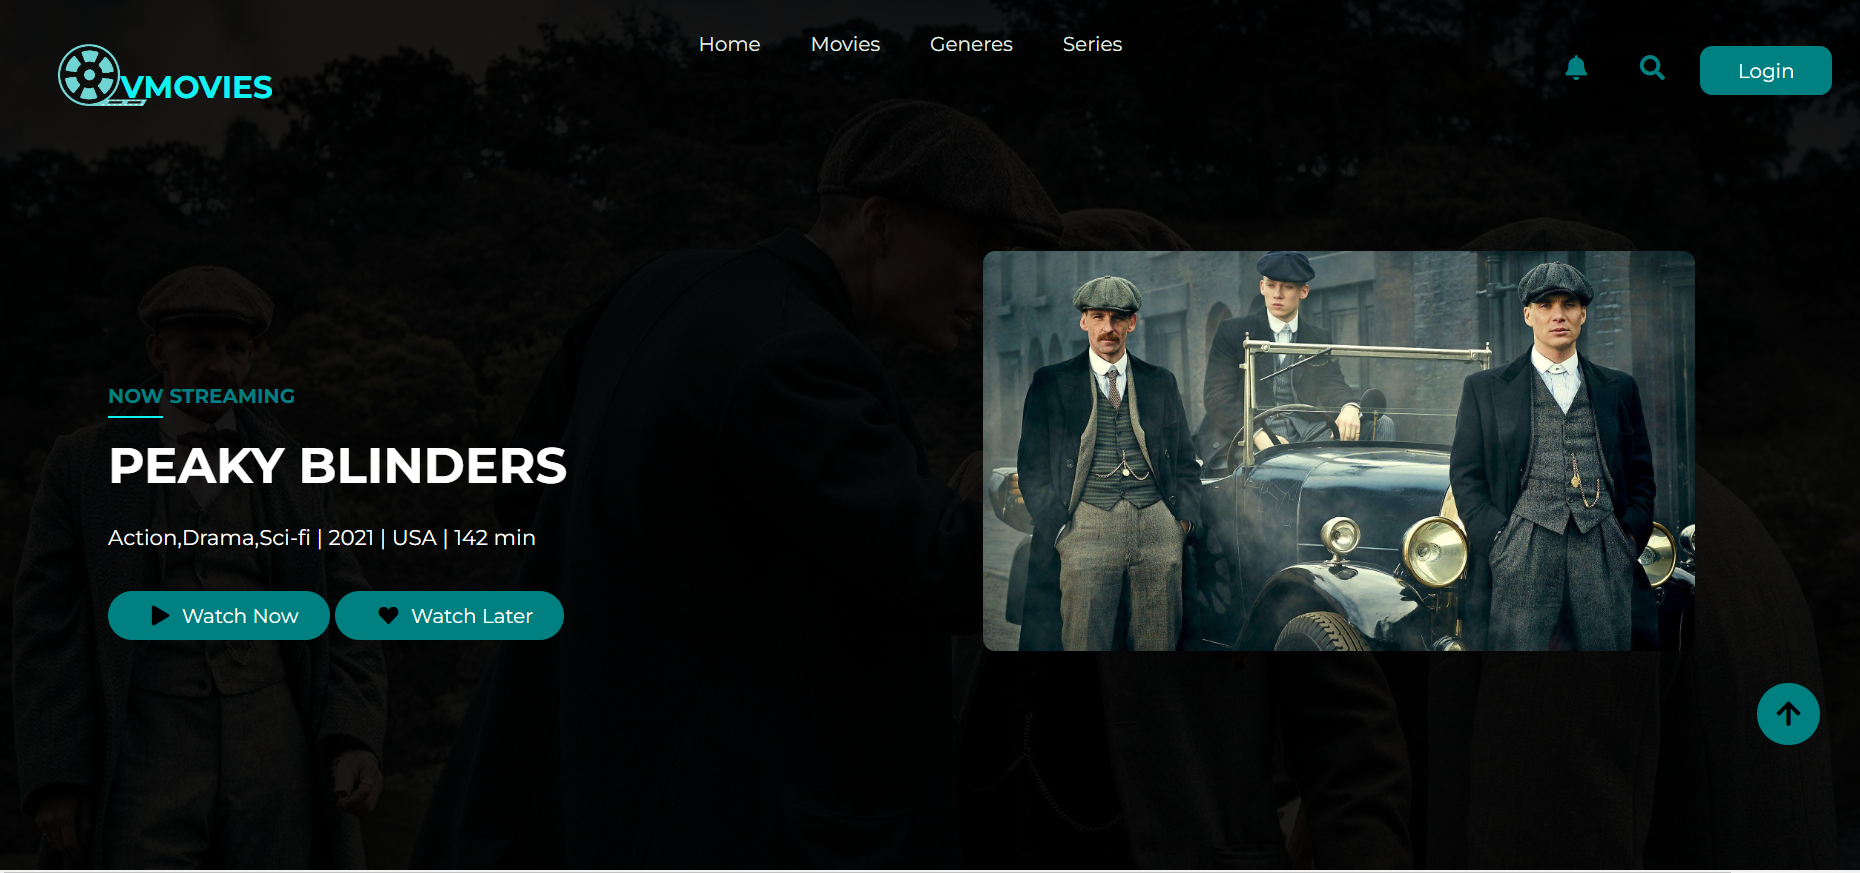 VMOVIES
Home Movies Generes Series
Login
NOW STREAMING
PEAKY BLINDERS
Action,Drama,Sci-fi | 2021 | USA | 142 min
Watch Now Watch Later